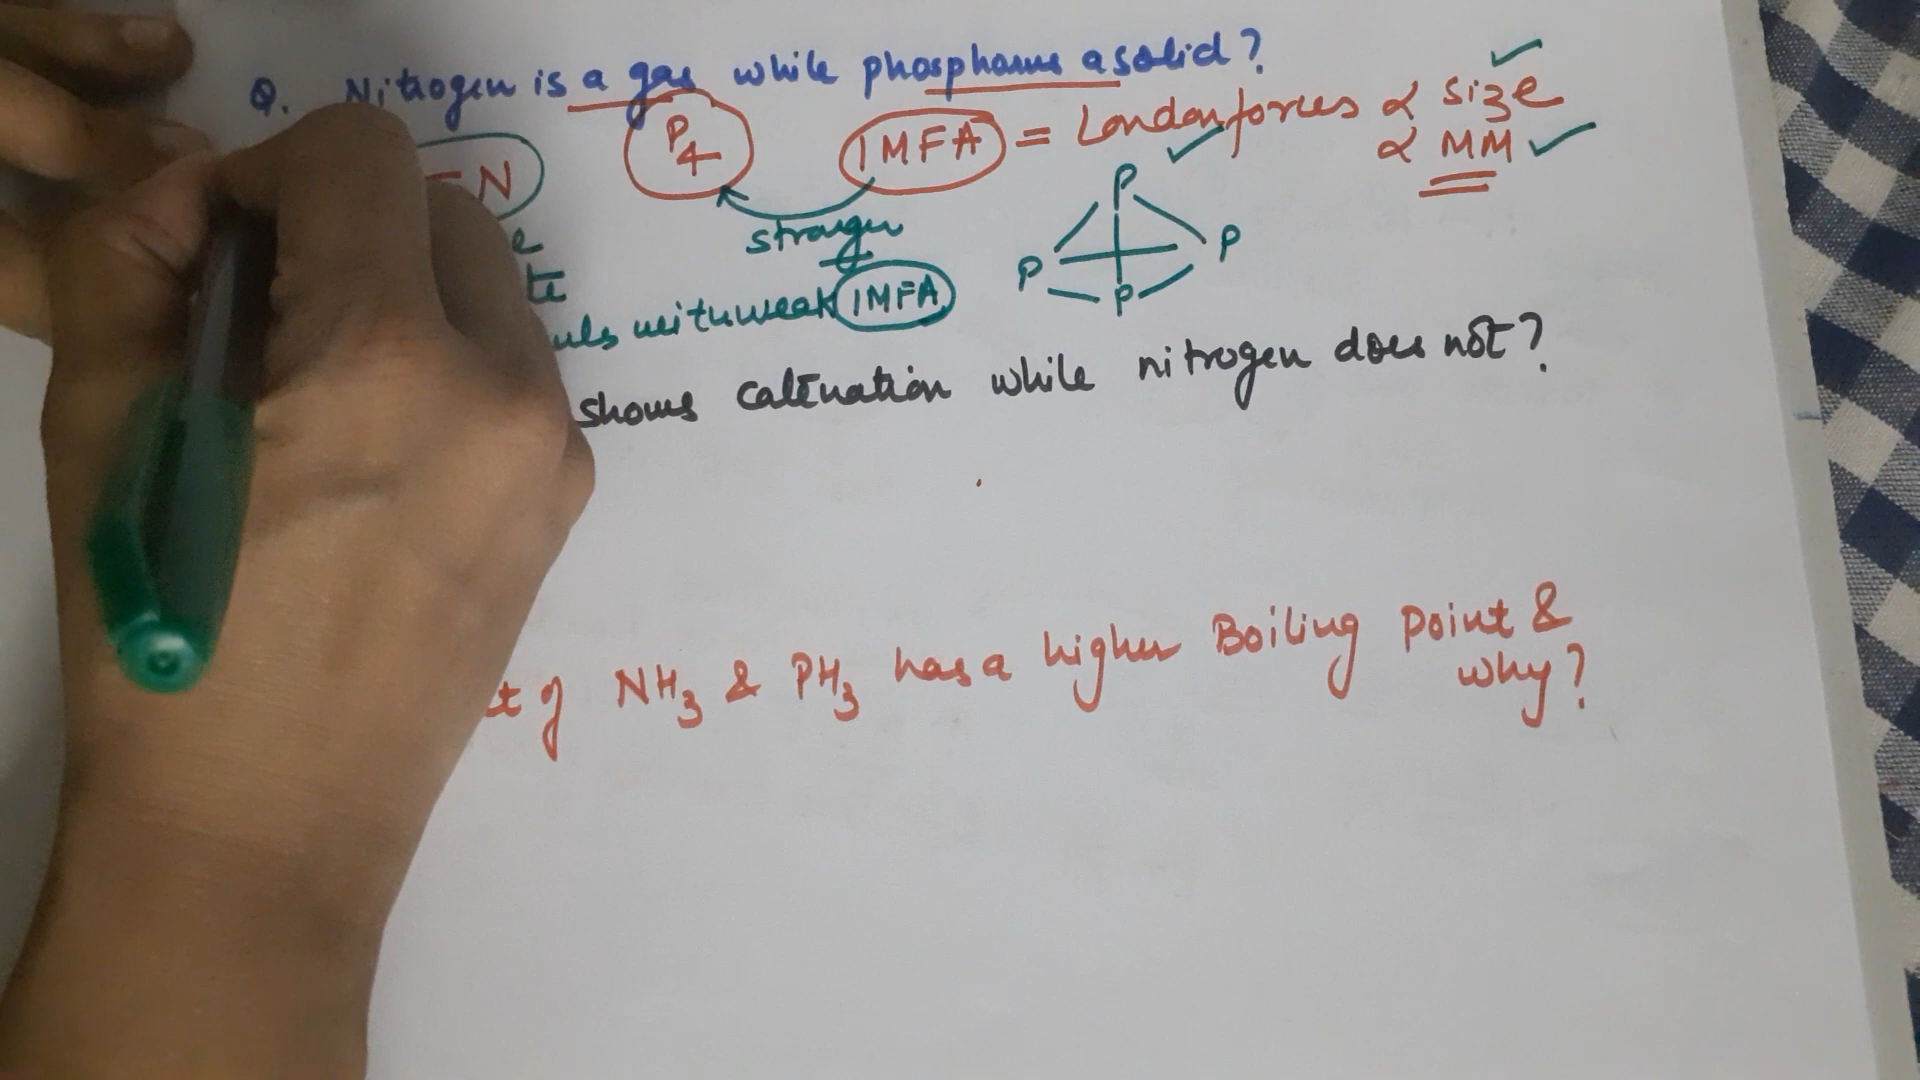 Q. Nitrogen is a gas while phosphorus a solid?
N P4 IMFA = London forces α size
α MM
stronger
P
P P
P
with weak IMFA
shows catenation while nitrogen does not?
of NH3 & PH3 has a higher Boiling Point &
why?